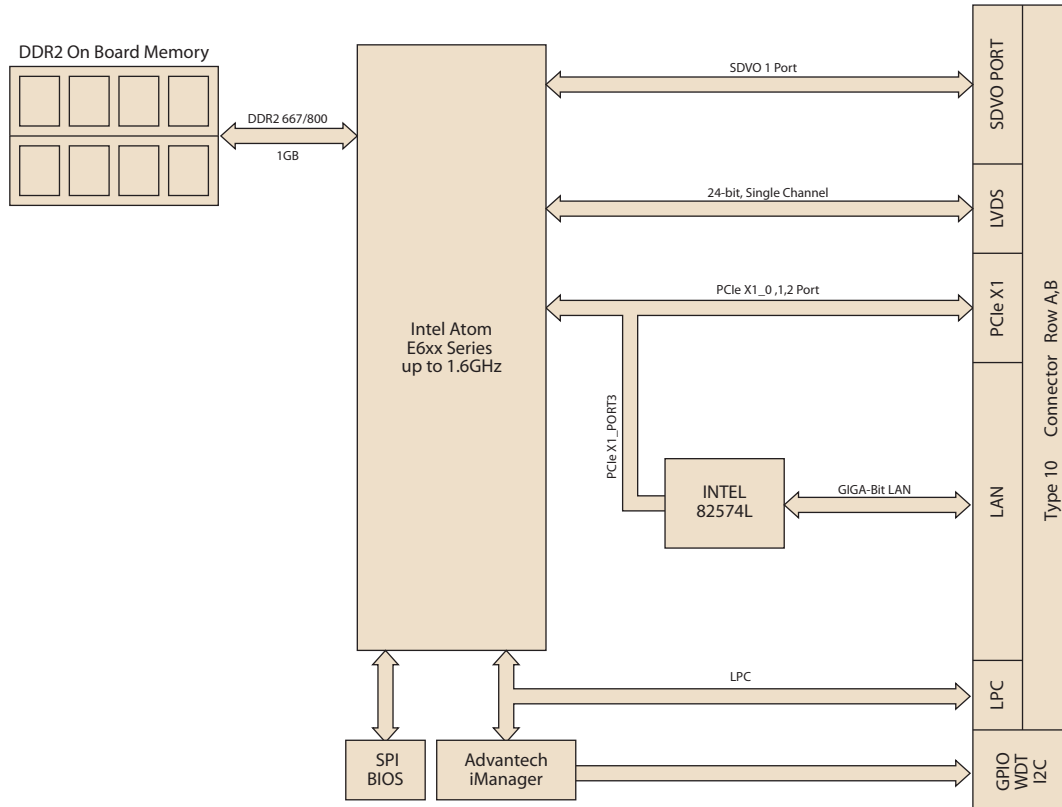 DDR2 On Board Memory
DDR2 667/800
1GB
Intel Atom
E6xx Series
up to 1.6GHz
SDVO 1 Port
24-bit, Single Channel
PCIe X1_0 ,1,2 Port
PCIe X1_PORT3
INTEL
82574L
GIGA-Bit LAN
LPC
SPI
BIOS
Advantech
iManager
SDVO PORT
LVDS
PCIe X1
LAN
LPC
Type 10 Connector Row A,B
GPIO
WDT
I2C